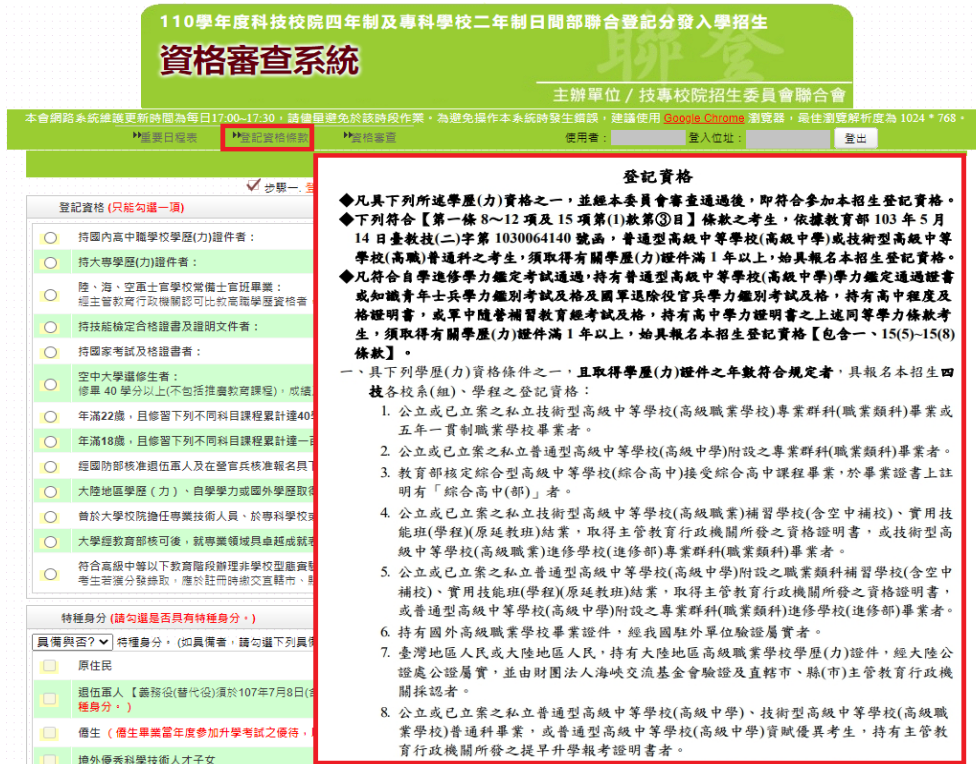 110學年度科技校院四年制及專科學校二年制日間部聯合登記分發入學招生
資格審查系統
聯登
主辦單位 / 技專校院招生委員會聯合會
本會網路系統維護更新時間為每日17:00~17:30,請儘量避免於該時段作業。為避免操作本系統時發生錯誤,建議使用 Google Chrome 瀏覽器,最佳瀏覽解析度為 1024 * 768。
重要日程表 登記資格條款 資格審查 使用者: 登入位址: 登出
步驟一. 登
登記資格 (只能勾選一項)
持國內高中職學校學歷(力)證件者:
持大專學歷(力)證件者:
陸、海、空軍士官學校常備士官班畢業:
經主管教育行政機關認可比敘高職學歷資格者。
持技能檢定合格證書及證明文件者:
持國家考試及格證書者:
空中大學選修生者:
修畢 40 學分以上(不包括推廣教育課程),成績
年滿22歲,且修習下列不同科目課程累計達40學
年滿18歲,且修習下列不同科目課程累計達一百
經國防部核准退伍軍人及在營官兵核准報名具下
大陸地區學歷(力)、自學學力或國外學歷取得
曾於大學校院擔任專業技術人員、於專科學校或
大學經教育部核可後,就專業領域具卓越成就者
符合高級中等以下教育階段辦理非學校型態實驗
考生若獲分發錄取,應於註冊時繳交直轄市、縣
特種身分 (請勾選是否具有特種身分。)
具備與否? 特種身分。(如具備者,請勾選下列具備
原住民
退伍軍人【義務役(替代役)須於107年7月8日(含
種身分。)
僑生 (僑生畢業當年度參加升學考試之優待,
境外優秀科學技術人才子女
登記資格
◆凡具下列所述學歷(力)資格之一,並經本委員會審查通過後,即符合參加本招生登記資格。
◆下列符合【第一條 8～12 項及 15 項第(1)款第③目】條款之考生,依據教育部 103 年 5 月
14 日臺教技(二)字第 1030064140 號函,普通型高級中等學校(高級中學)或技術型高級中等
學校(高職)普通科之考生,須取得有關學歷(力)證件滿 1 年以上,始具報名本招生登記資格。
◆凡符合自學進修學力鑑定考試通過,持有普通型高級中等學校(高級中學)學力鑑定通過證書
或知識青年士兵學力鑑別考試及格及國軍退除役官兵學力鑑別考試及格,持有高中程度及
格證明書,或軍中隨營補習教育經考試及格,持有高中學力證明書之上述同等學力條款考
生,須取得有關學歷(力)證件滿 1 年以上,始具報名本招生登記資格【包含一、15(5)~15(8)
條款】。
一、具下列學歷(力)資格條件之一,且取得學歷(力)證件之年數符合規定者,具報名本招生四
技各校系(組)、學程之登記資格:
1. 公立或已立案之私立技術型高級中等學校(高級職業學校)專業群科(職業類科)畢業或
五年一貫制職業學校畢業者。
2. 公立或已立案之私立普通型高級中等學校(高級中學)附設之專業群科(職業類科)畢業者。
3. 教育部核定綜合型高級中等學校(綜合高中)接受綜合高中課程畢業,於畢業證書上註
明有「綜合高中(部)」者。
4. 公立或已立案之私立技術型高級中等學校(高級職業)補習學校(含空中補校)、實用技
能班(學程)(原延教班)結業,取得主管教育行政機關所發之資格證明書,或技術型高
級中等學校(高級職業)進修學校(進修部)專業群科(職業類科)畢業者。
5. 公立或已立案之私立普通型高級中等學校(高級中學)附設之職業類科補習學校(含空中
補校)、實用技能班(學程)(原延教班)結業,取得主管教育行政機關所發之資格證明書,
或普通型高級中等學校(高級中學)附設之專業群科(職業類科)進修學校(進修部)畢業者。
6. 持有國外高級職業學校畢業證件,經我國駐外單位驗證屬實者。
7. 臺灣地區人民或大陸地區人民,持有大陸地區高級職業學校學歷(力)證件,經大陸公
證處公證屬實,並由財團法人海峽交流基金會驗證及直轄市、縣(市)主管教育行政機
關採認者。
8. 公立或已立案之私立普通型高級中等學校(高級中學)、技術型高級中等學校(高級職
業學校)普通科畢業,或普通型高級中等學校(高級中學)資賦優異考生,持有主管教
育行政機關所發之提早升學報考證明書者。